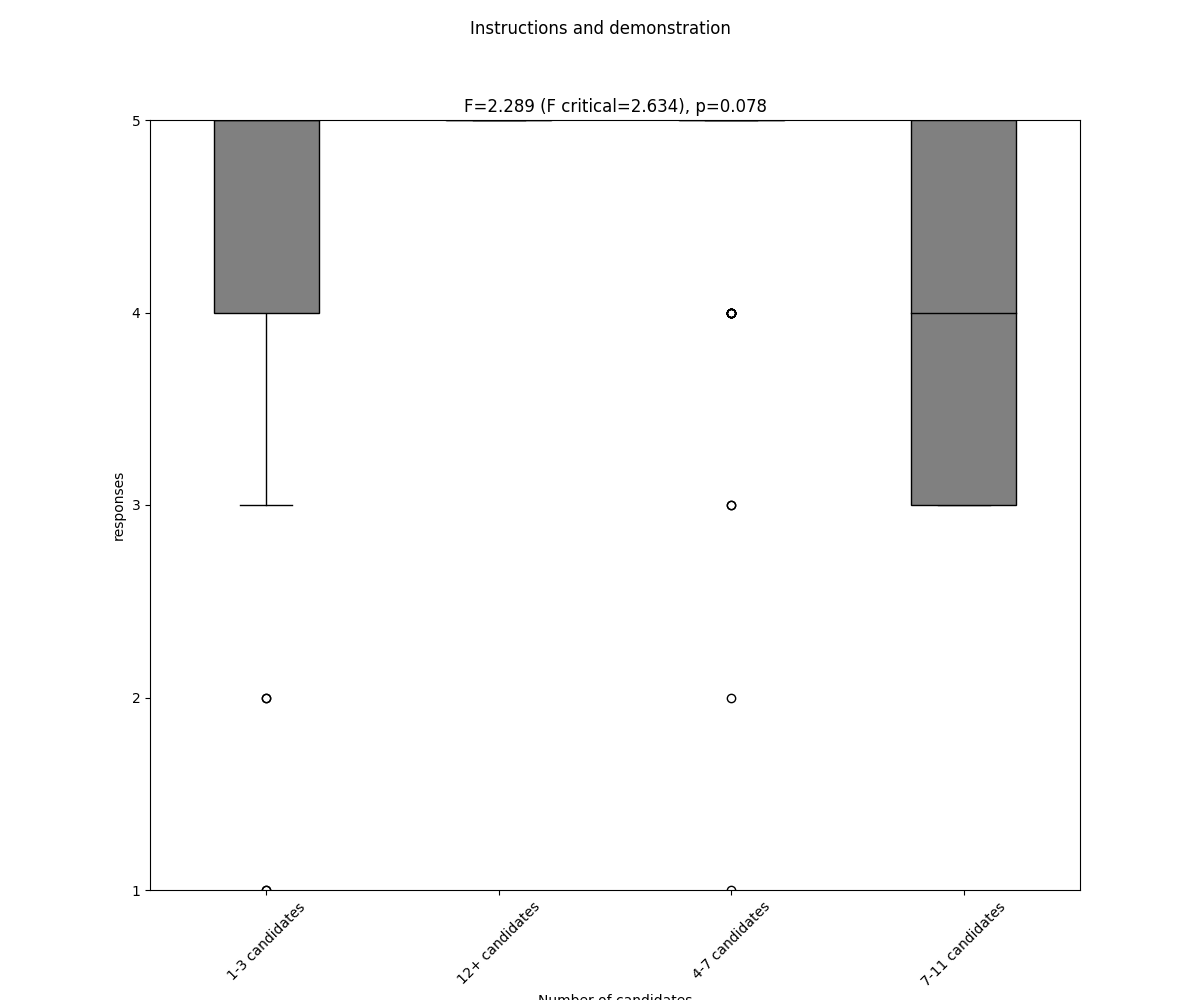 Instructions and demonstration
F=2.289 (F critical=2.634), p=0.078
5
4
3
2
1
responses
1-3 candidates
12+ candidates
4-7 candidates
7-11 candidates
Number of candidates